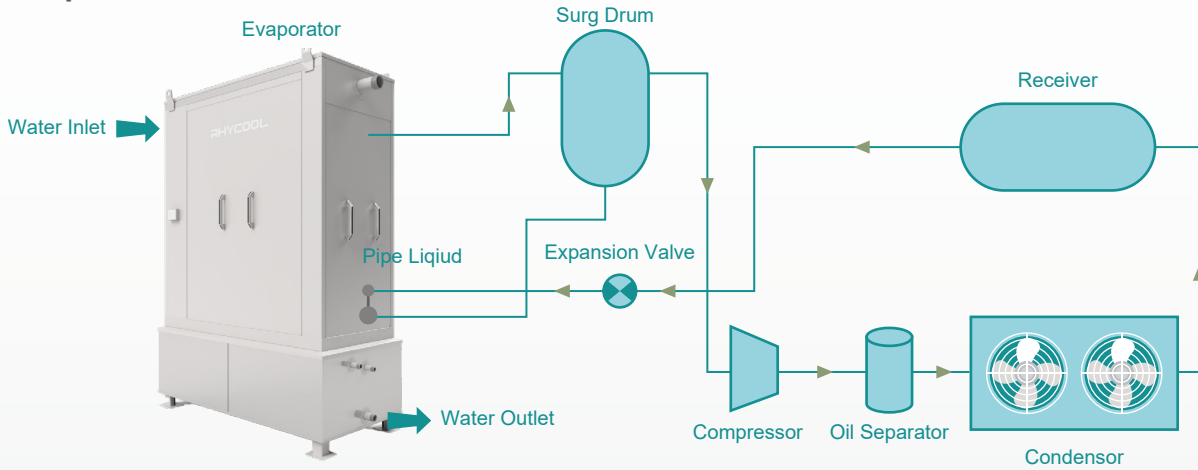 Surg Drum
Evaporator
Receiver
Water Inlet
RHYCOOL
Pipe Liqiud
Expansion Valve
Water Outlet
Compressor
Oil Separator
Condensor